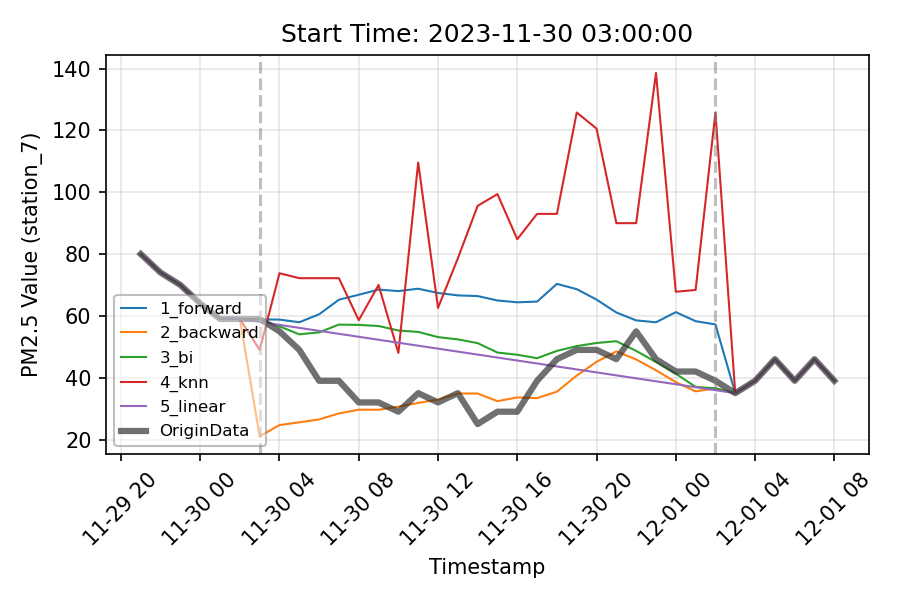 Start Time: 2023-11-30 03:00:00
PM2.5 Value (station_7)
140
120
100
80
60
40
20
1_forward
2_backward
3_bi
4_knn
5_linear
OriginData
11-29 20
11-30 00
11-30 04
11-30 08
11-30 12
11-30 16
11-30 20
12-01 00
12-01 04
12-01 08
Timestamp